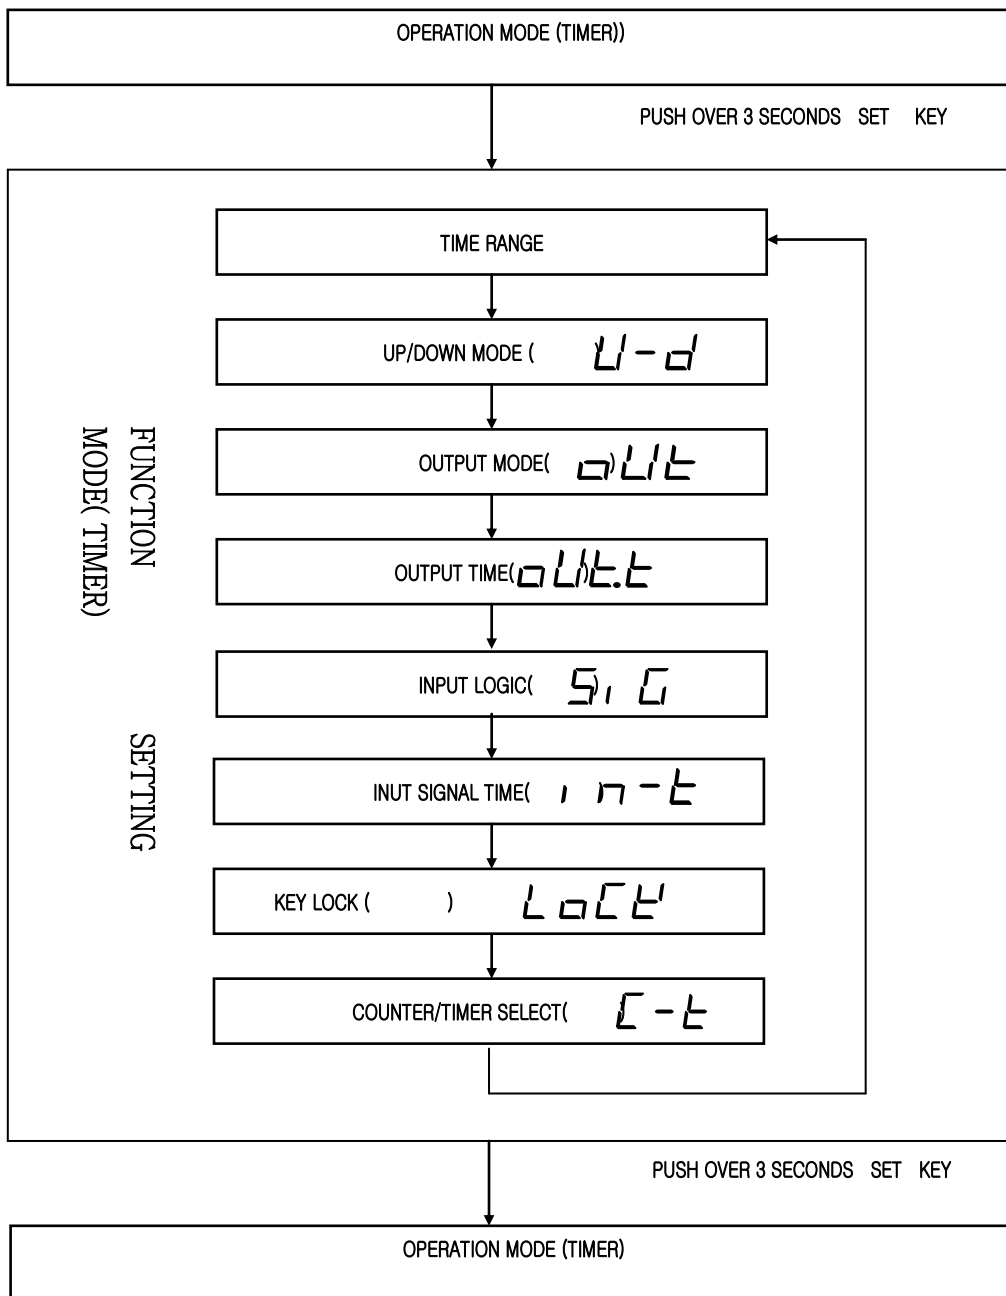 OPERATION MODE (TIMER))
PUSH OVER 3 SECONDS SET KEY
TIME RANGE
UP/DOWN MODE ( U-d
OUTPUT MODE( oUt)
OUTPUT TIME(oUt.t)
INPUT LOGIC( SiG)
INUT SIGNAL TIME( in-t)
KEY LOCK ( ) LoCK
COUNTER/TIMER SELECT( C-t
FUNCTION
MODE( TIMER)
SETTING
PUSH OVER 3 SECONDS SET KEY
OPERATION MODE (TIMER)